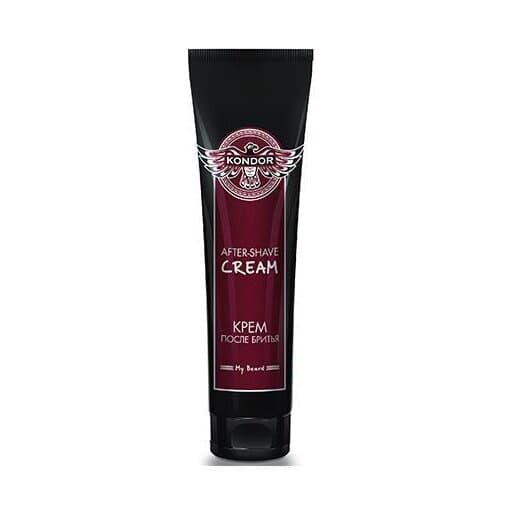 KONDOR
AFTER-SHAVE
CREAM
КРЕМ
ПОСЛЕ БРИТЬЯ
My Beard